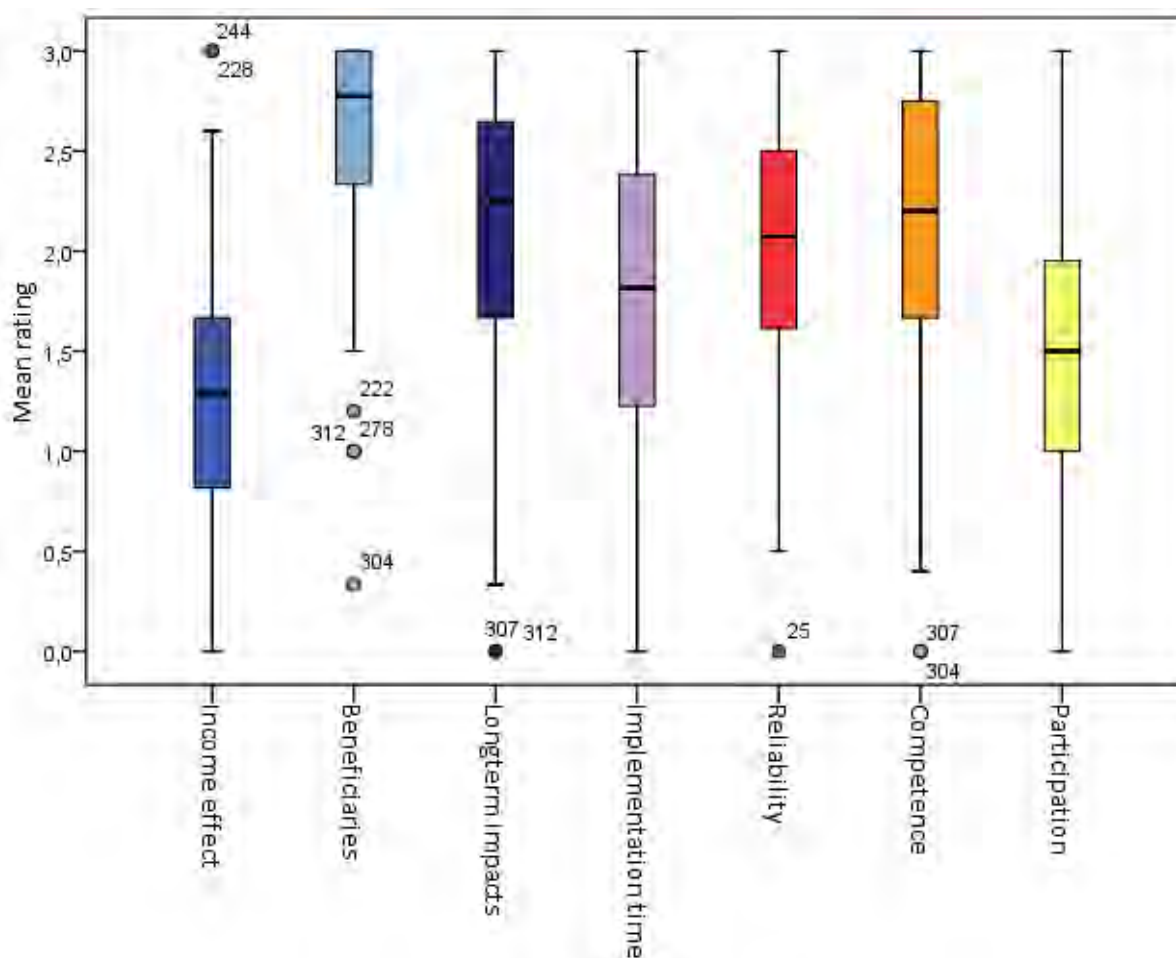 244
3,0
228
2,5
2,0
1,5
222
312 278
1,0
304
0,5
307 312
25
307
0,0
304
Mean rating
Income effect
Beneficiaries
Longterm impacts
Implementation time
Reliability
Competence
Participation